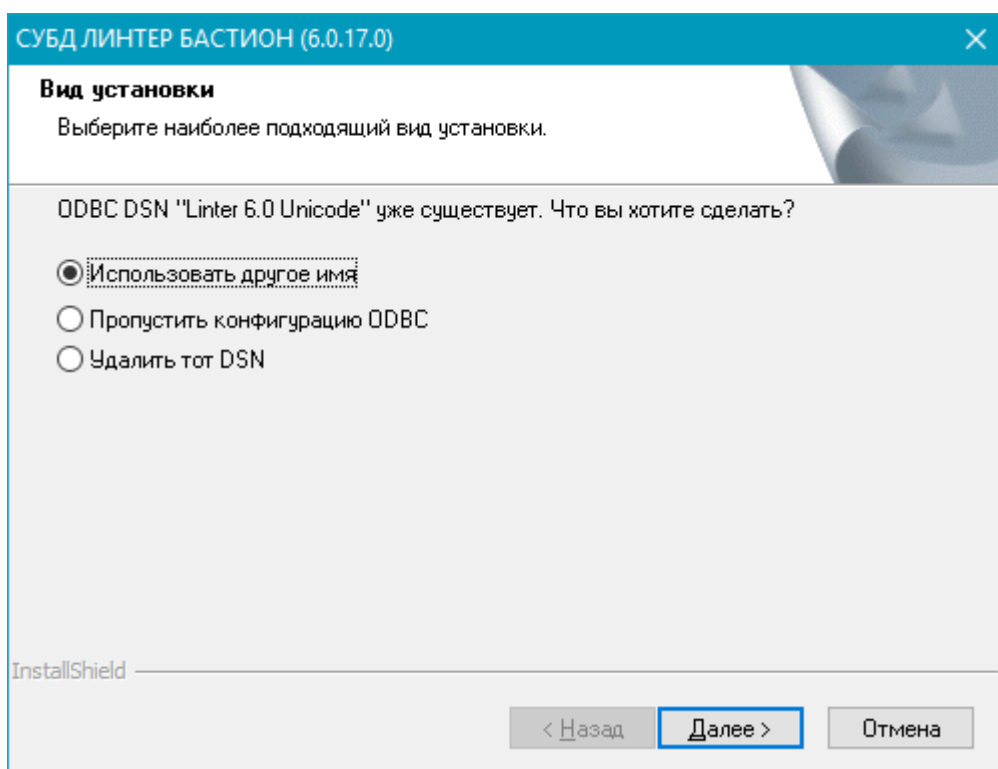 СУБД ЛИНТЕР БАСТИОН (6.0.17.0)
Вид установки
Выберите наиболее подходящий вид установки.
ODBC DSN "Linter 6.0 Unicode" уже существует. Что вы хотите сделать?
Использовать другое имя
Пропустить конфигурацию ODBC
Удалить тот DSN
InstallShield
< Назад
Далее >
Отмена